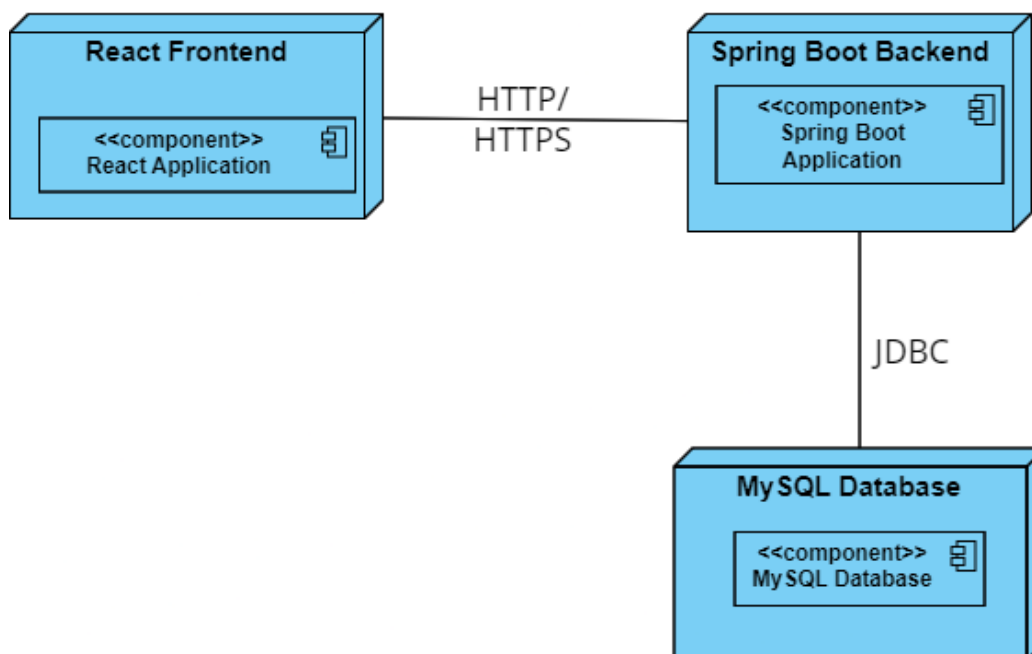 React Frontend
<<component>>
React Application
HTTP/
HTTPS
Spring Boot Backend
<<component>>
Spring Boot
Application
JDBC
MySQL Database
<<component>>
MySQL Database